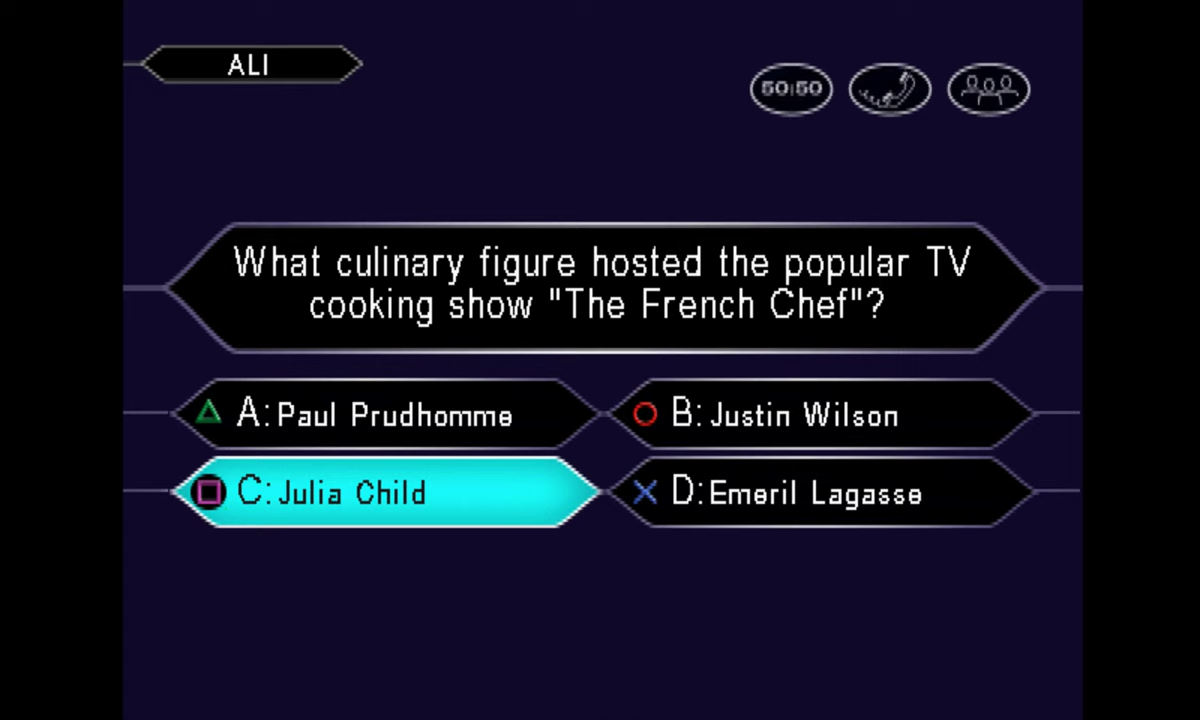 ALI
50:50
What culinary figure hosted the popular TV
cooking show "The French Chef"?
A: Paul Prudhomme
B: Justin Wilson
C: Julia Child
D: Emeril Lagasse